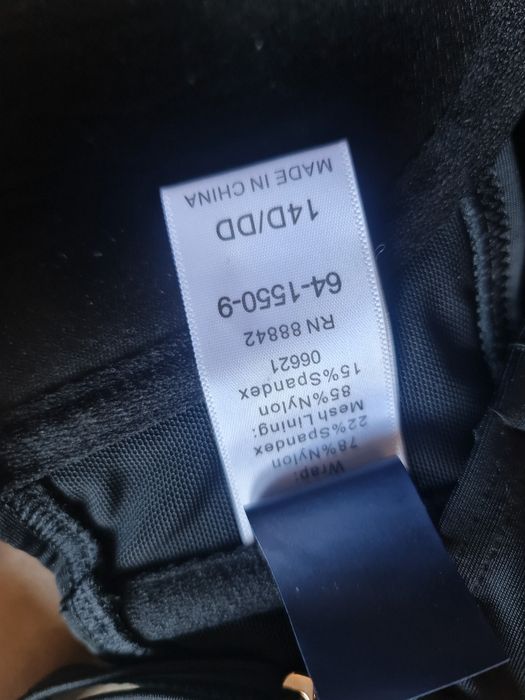 Wrap:
78%Nylon
22%Spandex
Mesh Lining:
85%Nylon
15%Spandex
06621
RN 88842
64-1550-9
14D/DD
MADE IN CHINA